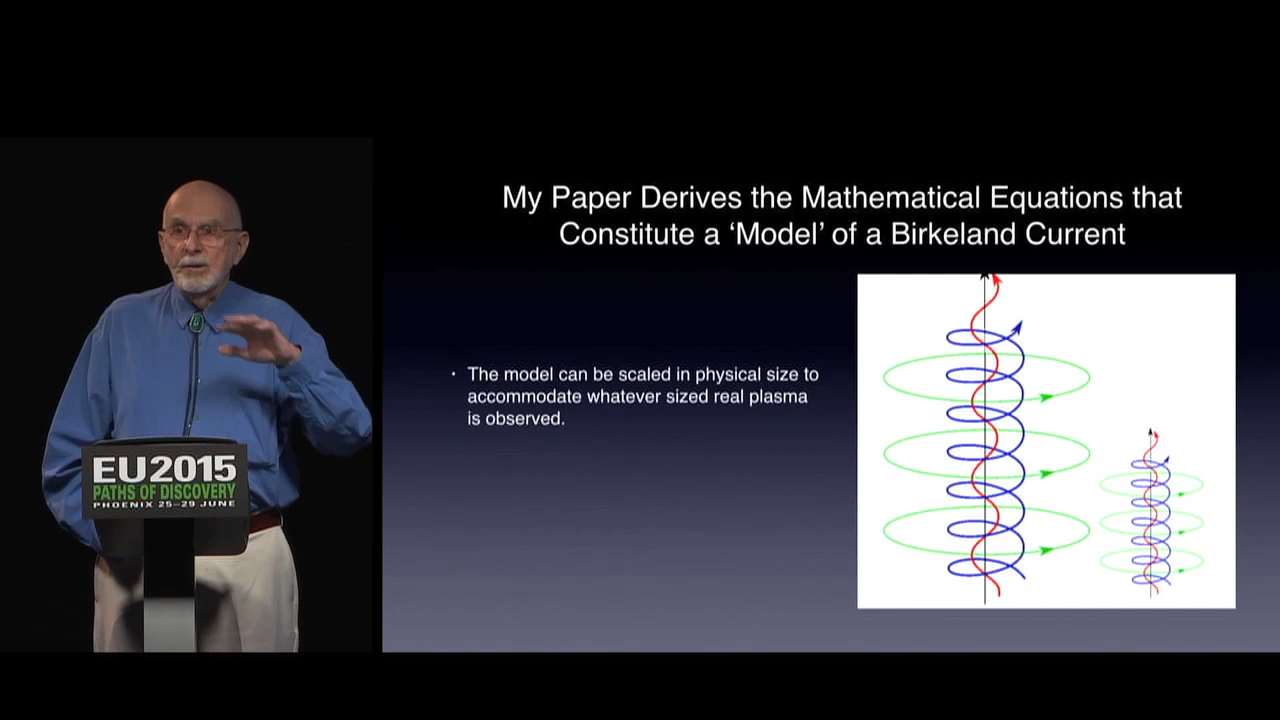 My Paper Derives the Mathematical Equations that
Constitute a ‘Model’ of a Birkeland Current
· The model can be scaled in physical size to
accommodate whatever sized real plasma
is observed.
EU2015
PATHS OF DISCOVERY
PHOENIX 25–29 JUNE